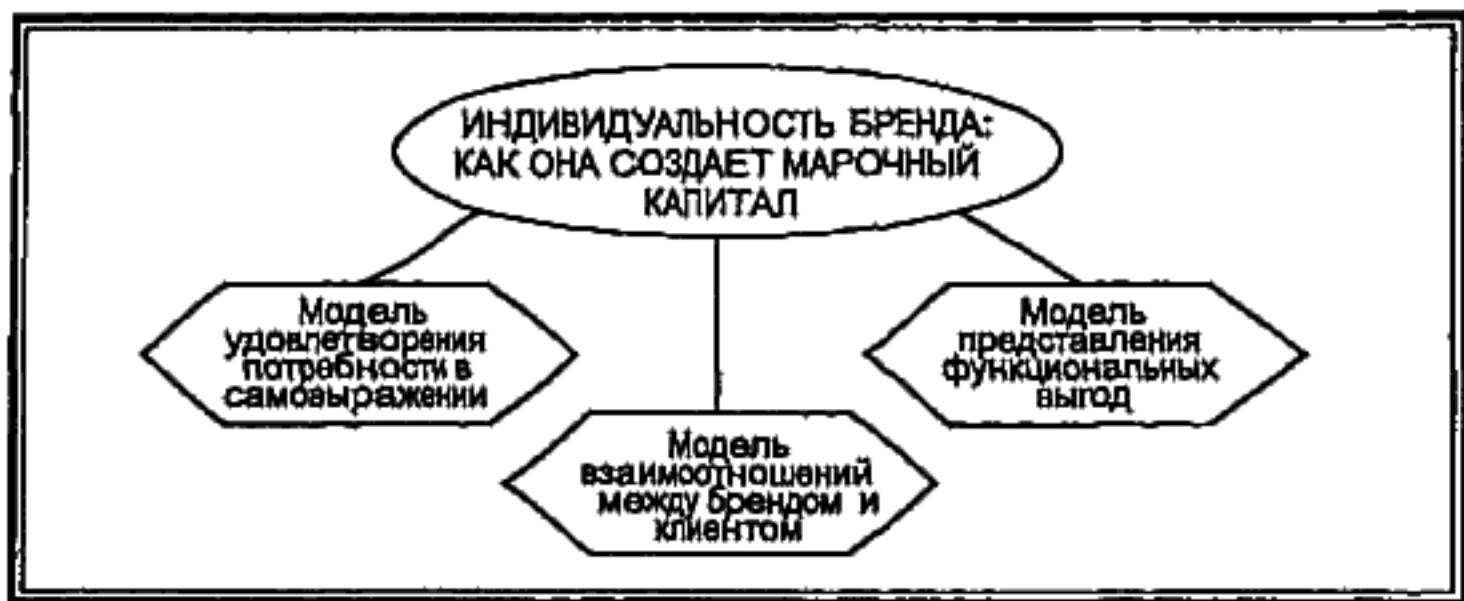 ИНДИВИДУАЛЬНОСТЬ БРЕНДА:
КАК ОНА СОЗДАЕТ МАРОЧНЫЙ
КАПИТАЛ
Модель
удовлетворения
потребности в
самовыражении
Модель
взаимоотношений
между брендом и
клиентом
Модель
представления
функциональных
выгод